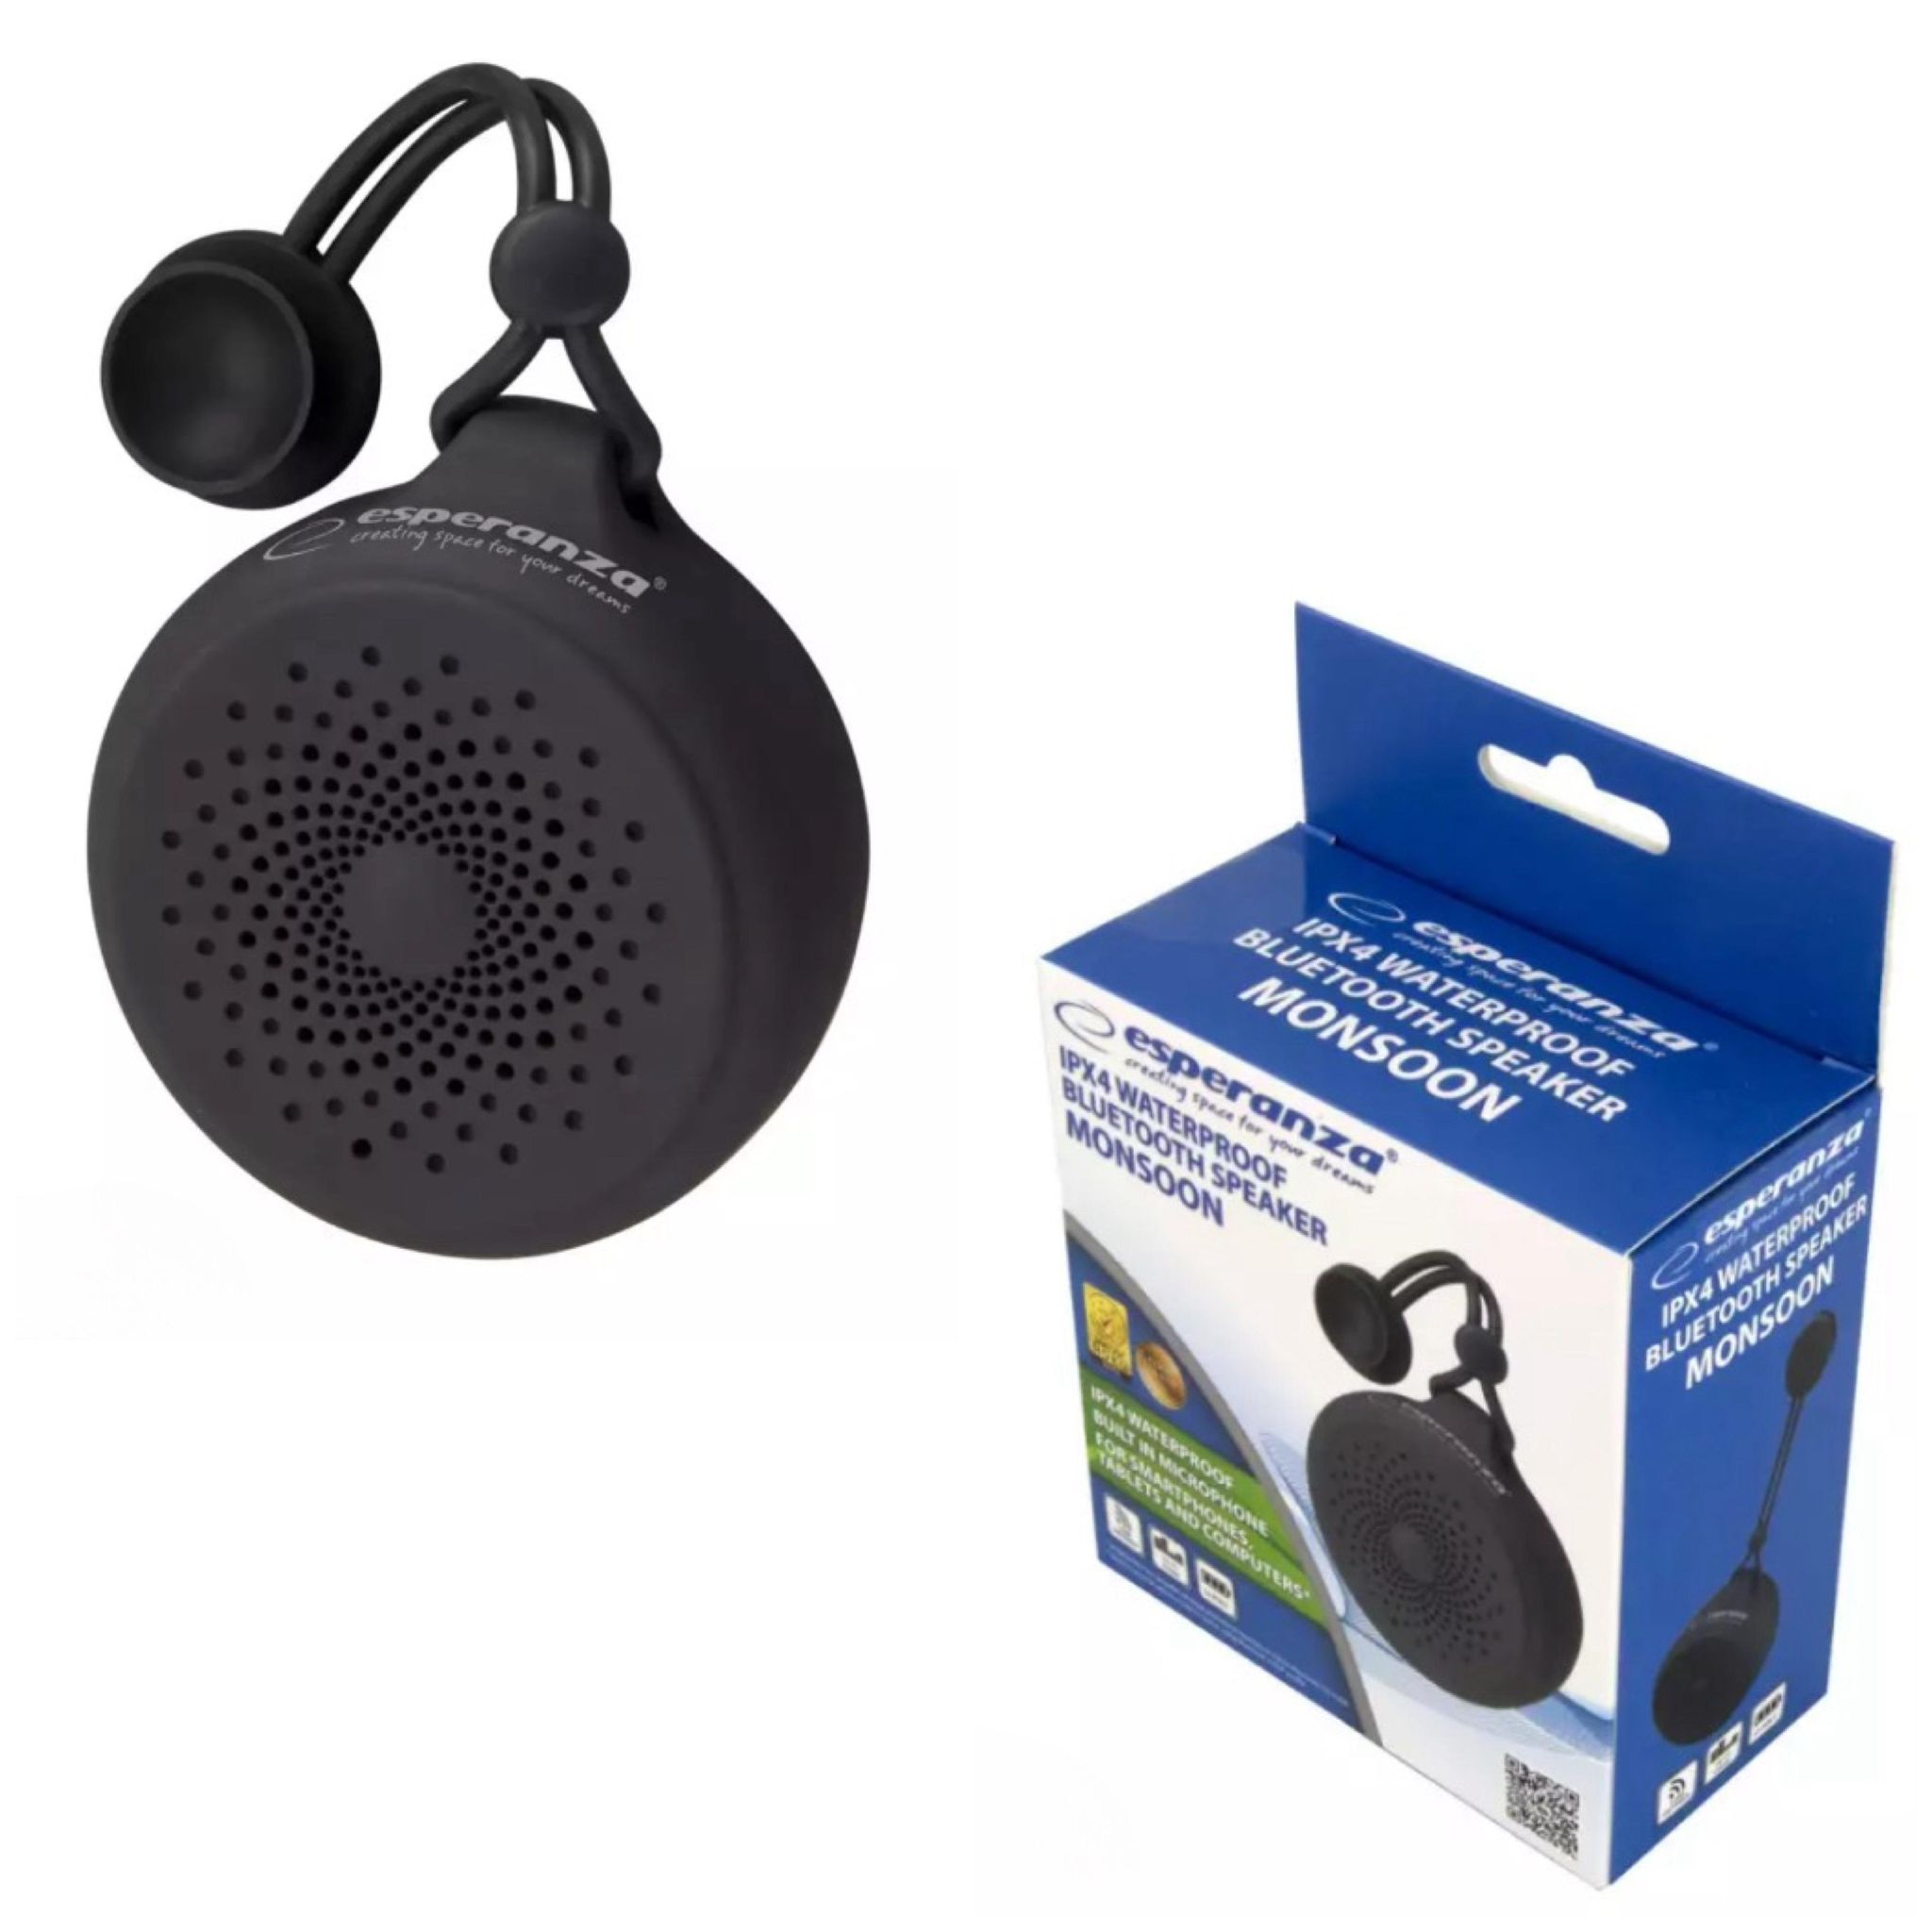 esperanza®
creating space for your dreams
esperanza®
creating space for your dreams
IPX4 WATERPROOF
BLUETOOTH SPEAKER
MONSOON
esperanza®
creating space for your dreams
IPX4 WATERPROOF
BLUETOOTH SPEAKER
MONSOON
IPX4 WATERPROOF
BUILT IN MICROPHONE
FOR SMARTPHONES,
TABLETS AND COMPUTERS*
esperanza
esperanza®
creating space for your dreams
IPX4 WATERPROOF
BLUETOOTH SPEAKER
MONSOON